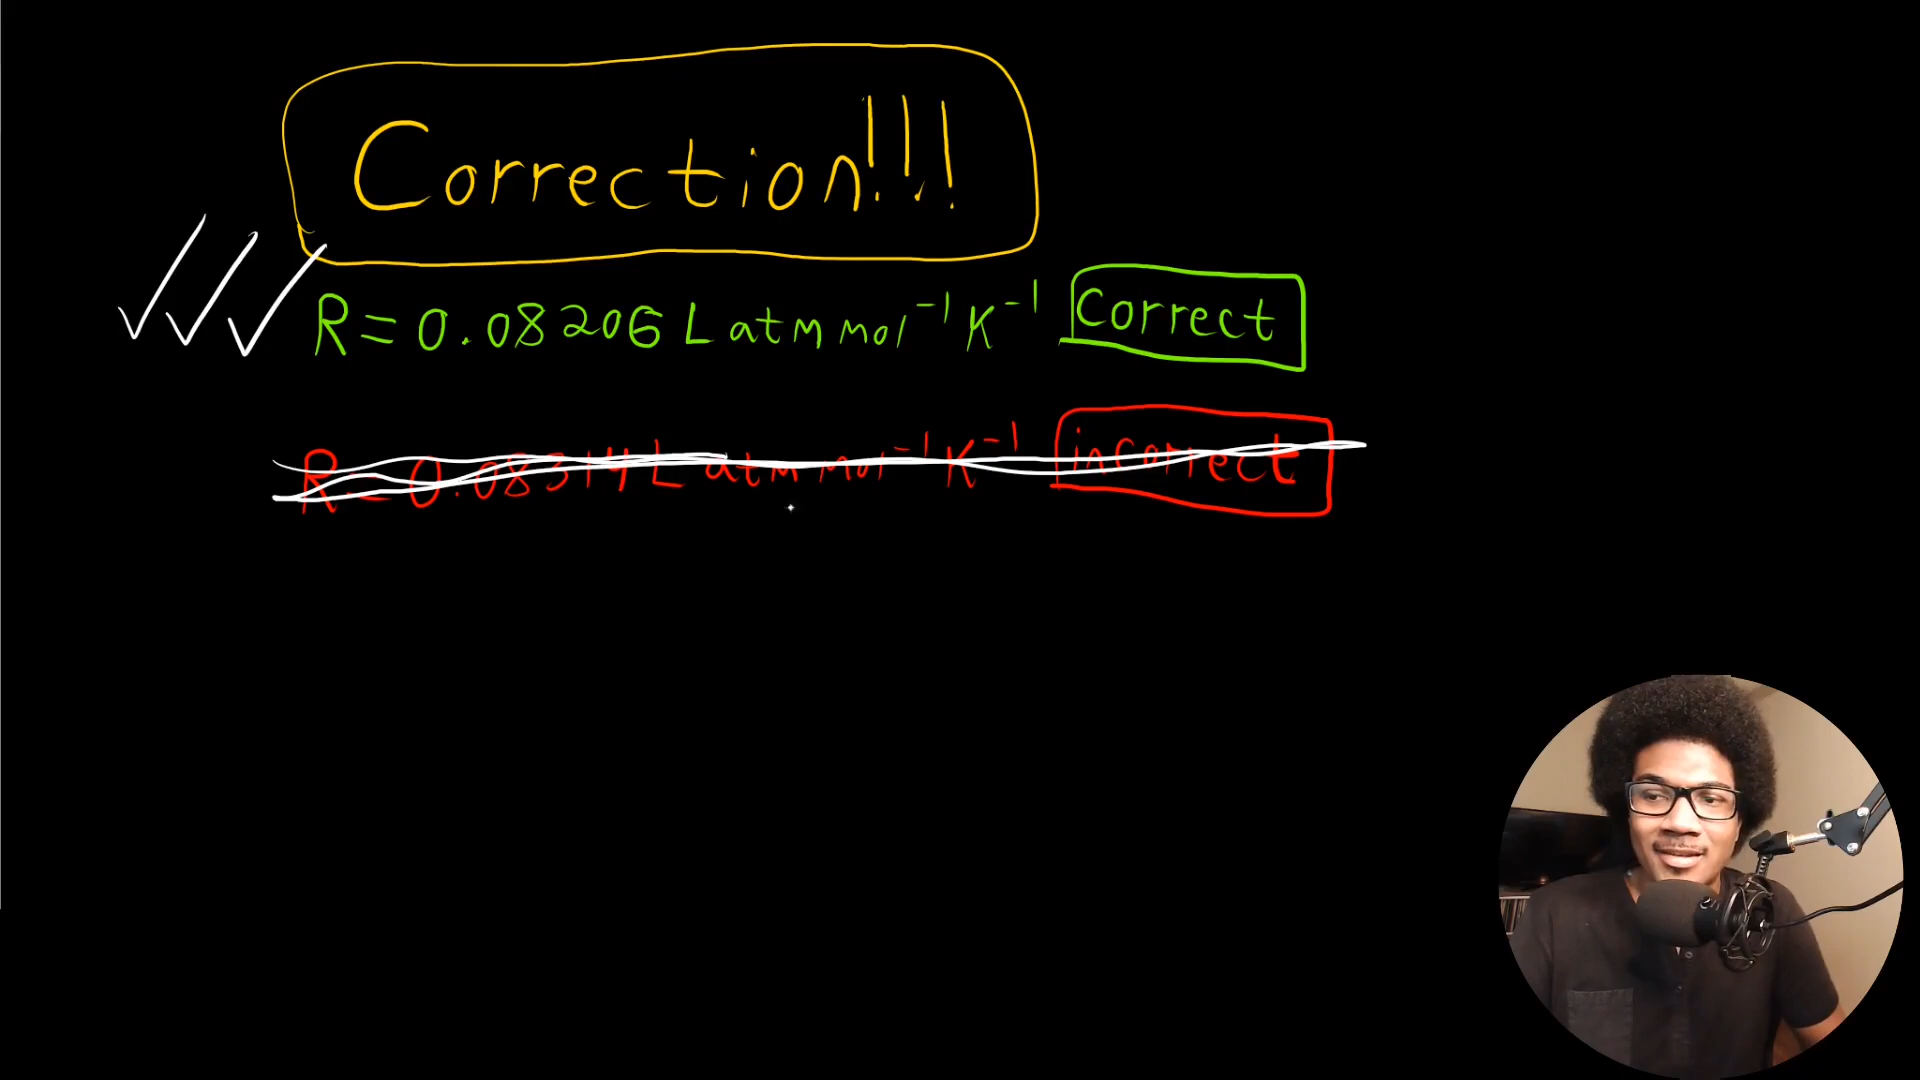 Correction!!!
R = 0.08206 L atm mol⁻¹ K⁻¹ Correct
R = 0.08314 L atm mol⁻¹ K⁻¹ incorrect